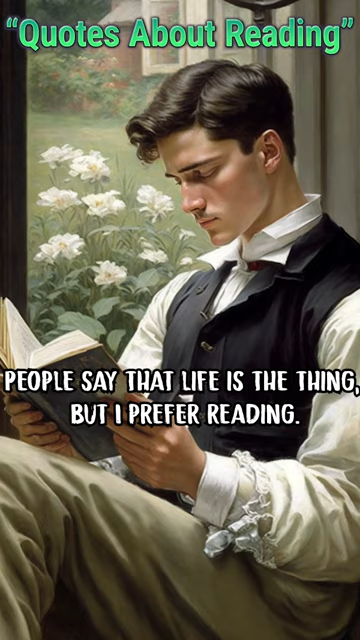 “Quotes About Reading”
PEOPLE SAY THAT LIFE IS THE THING,
BUT I PREFER READING.